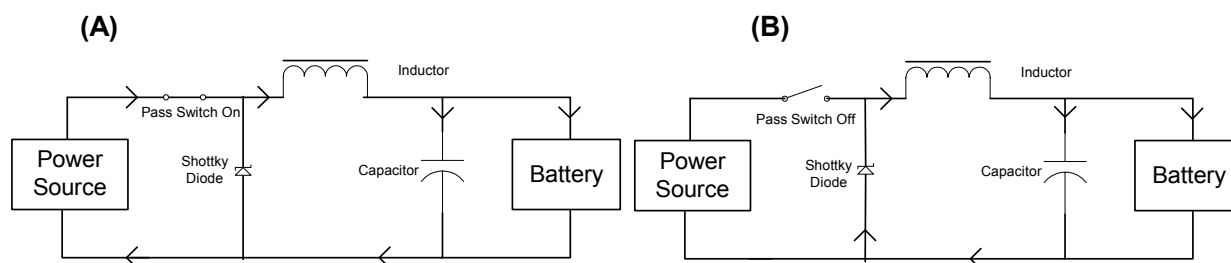 (A)
Inductor
Pass Switch On
Power
Source
Shottky
Diode
Capacitor
Battery
(B)
Inductor
Pass Switch Off
Power
Source
Shottky
Diode
Capacitor
Battery